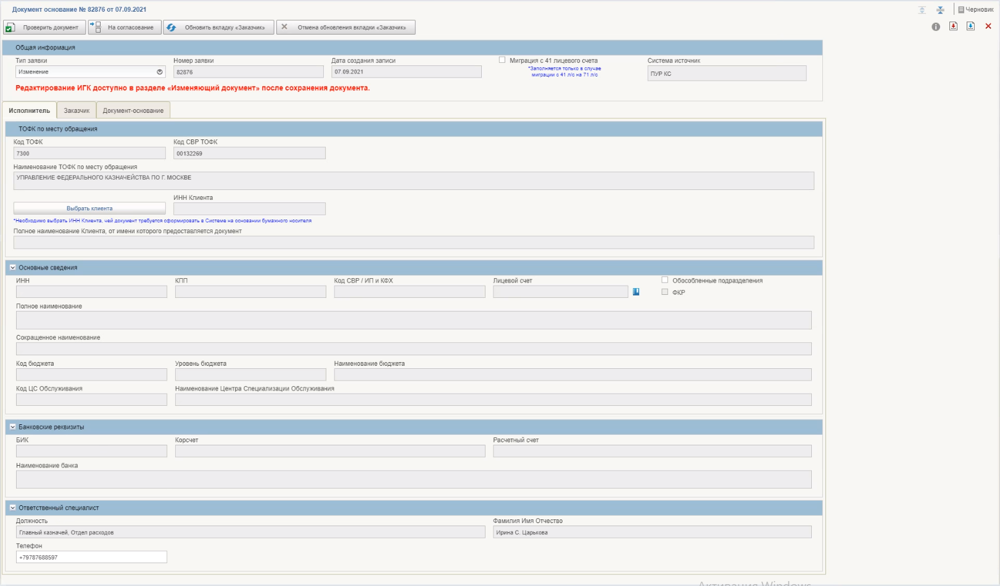 Документ основание № 82876 от 07.09.2021
Черновик
Проверить документ
На согласование
Обновить вкладку «Заказчик»
Отмена обновления вкладки «Заказчик»
Общая информация
Тип заявки
Номер заявки
Дата создания записи
Миграция с 41 лицевого счета
Система источник
Изменение
82876
07.09.2021
*Заполняется только в случае
миграции с 41 л/с на 71 л/с
ПУР КС
Редактирование ИГК доступно в разделе «Изменяющий документ» после сохранения документа.
Исполнитель
Заказчик
Документ-основание
ТОФК по месту обращения
Код ТОФК
Код СВР ТОФК
7300
00132269
Наименование ТОФК по месту обращения
УПРАВЛЕНИЕ ФЕДЕРАЛЬНОГО КАЗНАЧЕЙСТВА ПО Г. МОСКВЕ
ИНН Клиента
Выбрать клиента
*Необходимо выбрать ИНН Клиента, чей документ требуется сформировать в Системе на основании бумажного носителя
Полное наименование Клиента, от имени которого предоставляется документ
Основные сведения
ИНН
КПП
Код СВР / ИП и КФХ
Лицевой счет
Обособленные подразделения
ФКР
Полное наименование
Сокращенное наименование
Код бюджета
Уровень бюджета
Наименование бюджета
Код ЦС Обслуживания
Наименование Центра Специализации Обслуживания
Банковские реквизиты
БИК
Корсчет
Расчетный счет
Наименование банка
Ответственный специалист
Должность
Фамилия Имя Отчество
Главный казначей, Отдел расходов
Ирина С. Царькова
Телефон
+79787688597
Активация Windows